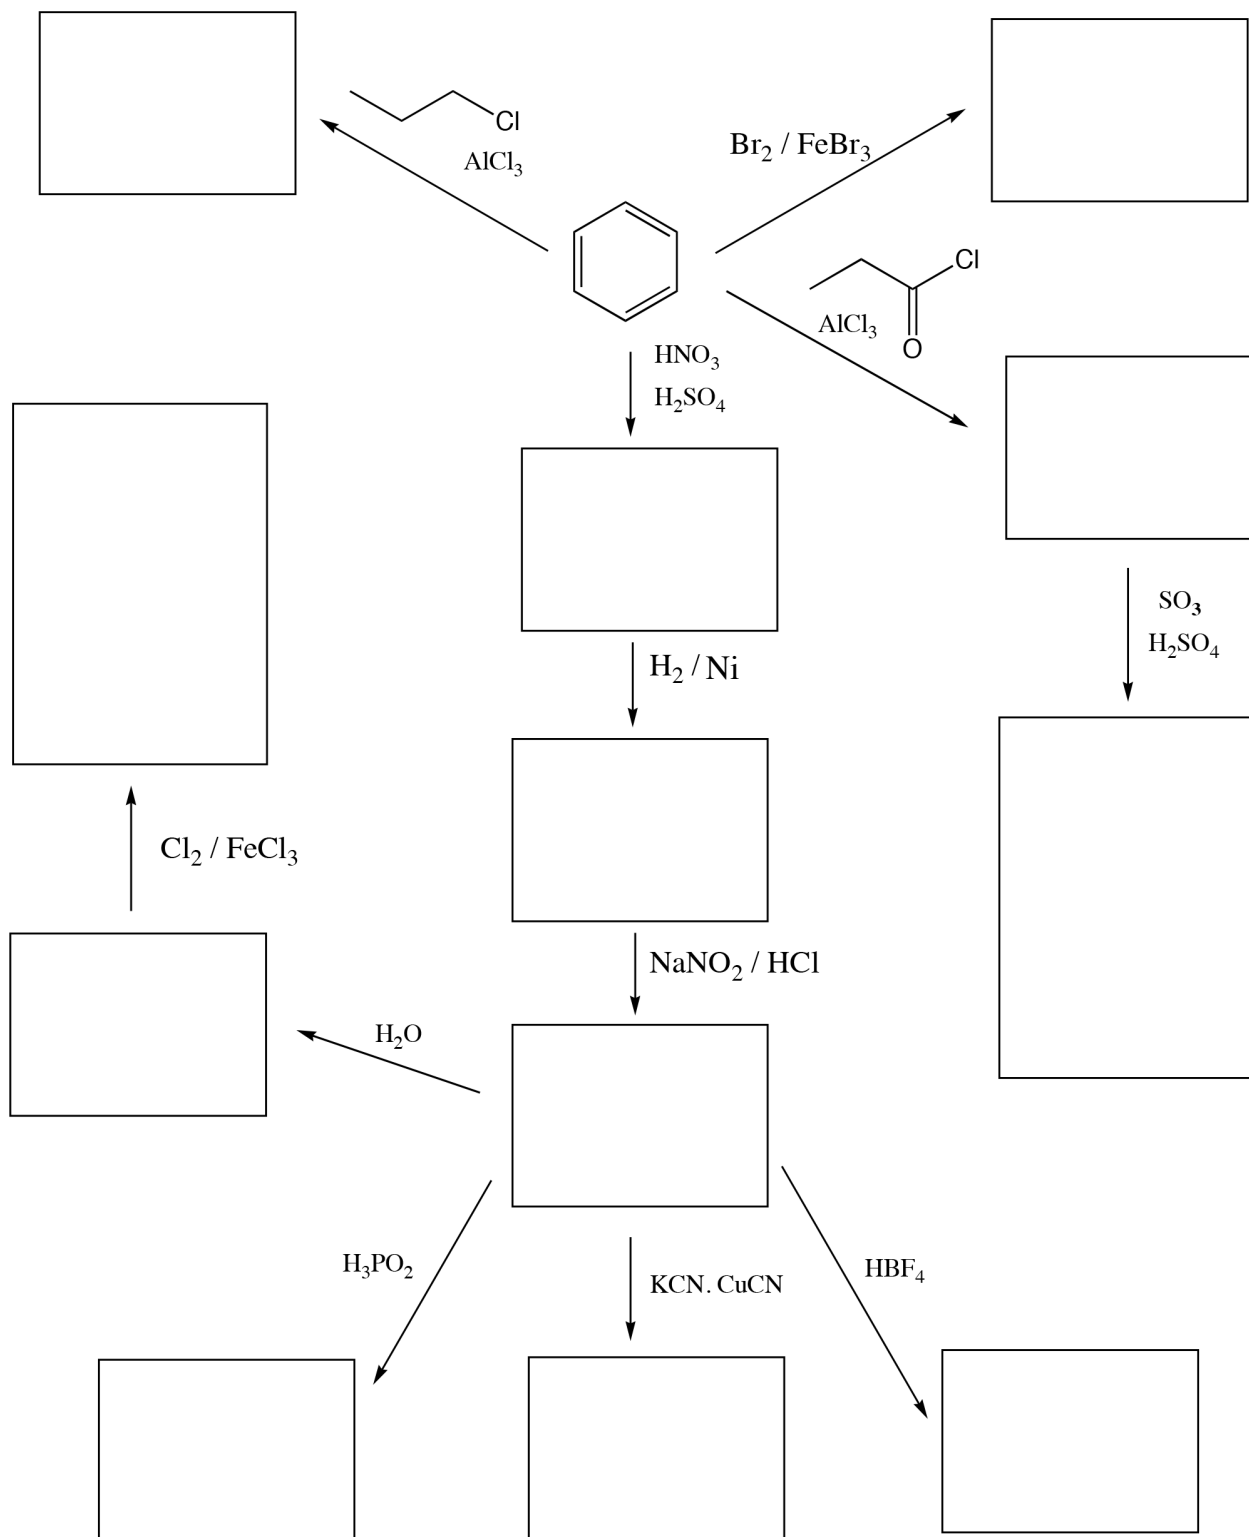 Cl
AlCl3
Br2 / FeBr3
Cl
AlCl3
O
HNO3
H2SO4
SO3
H2SO4
H2 / Ni
Cl2 / FeCl3
NaNO2 / HCl
H2O
H3PO2
KCN. CuCN
HBF4